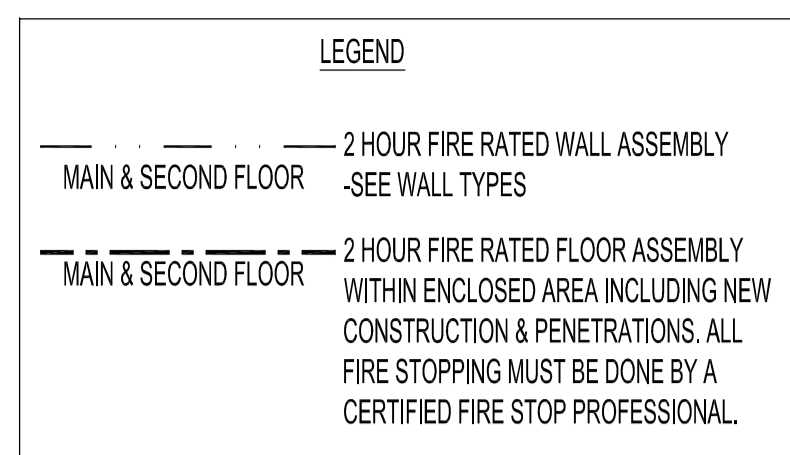 LEGEND
2 HOUR FIRE RATED WALL ASSEMBLY
MAIN & SECOND FLOOR
-SEE WALL TYPES
2 HOUR FIRE RATED FLOOR ASSEMBLY
MAIN & SECOND FLOOR
WITHIN ENCLOSED AREA INCLUDING NEW
CONSTRUCTION & PENETRATIONS. ALL
FIRE STOPPING MUST BE DONE BY A
CERTIFIED FIRE STOP PROFESSIONAL.